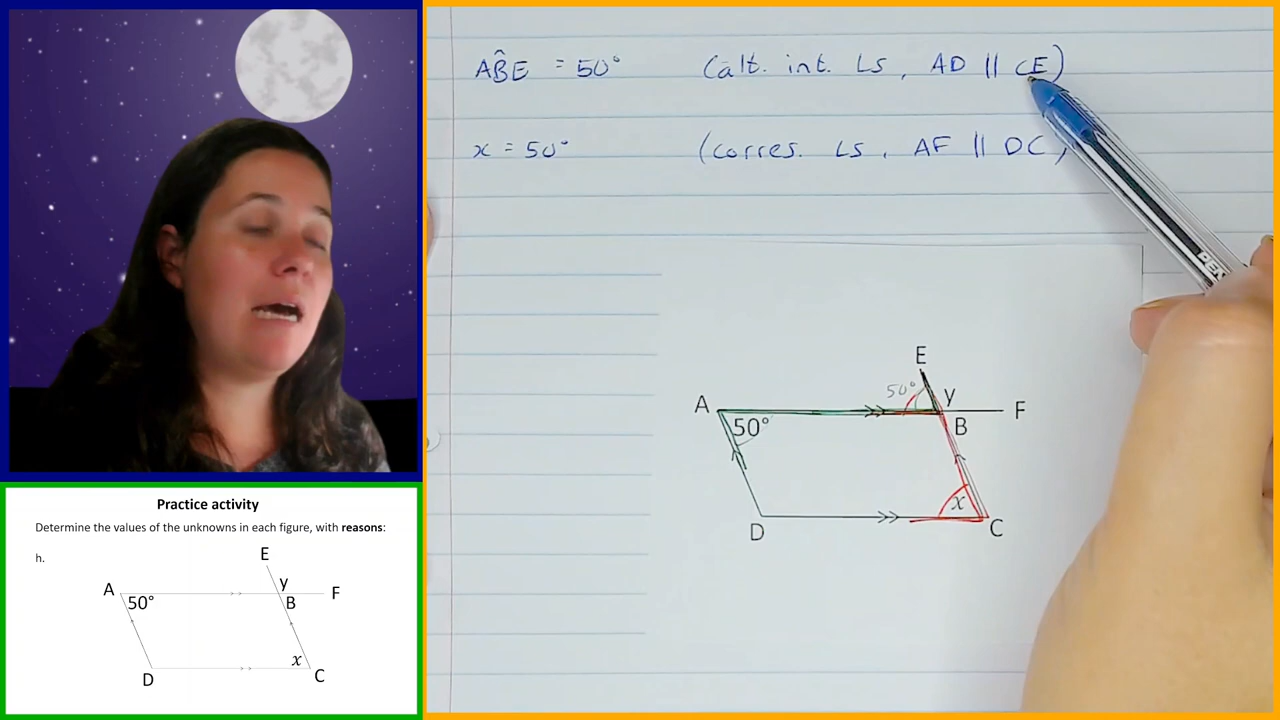 AB̂E = 50° (alt. int. ∠s, AD || CE)
x = 50° (corres. ∠s, AF || DC)
E
50°
y
A
F
50°
B
x
D
C
Practice activity
Determine the values of the unknowns in each figure, with reasons:
h.
E
A
y
F
50°
B
x
D
C